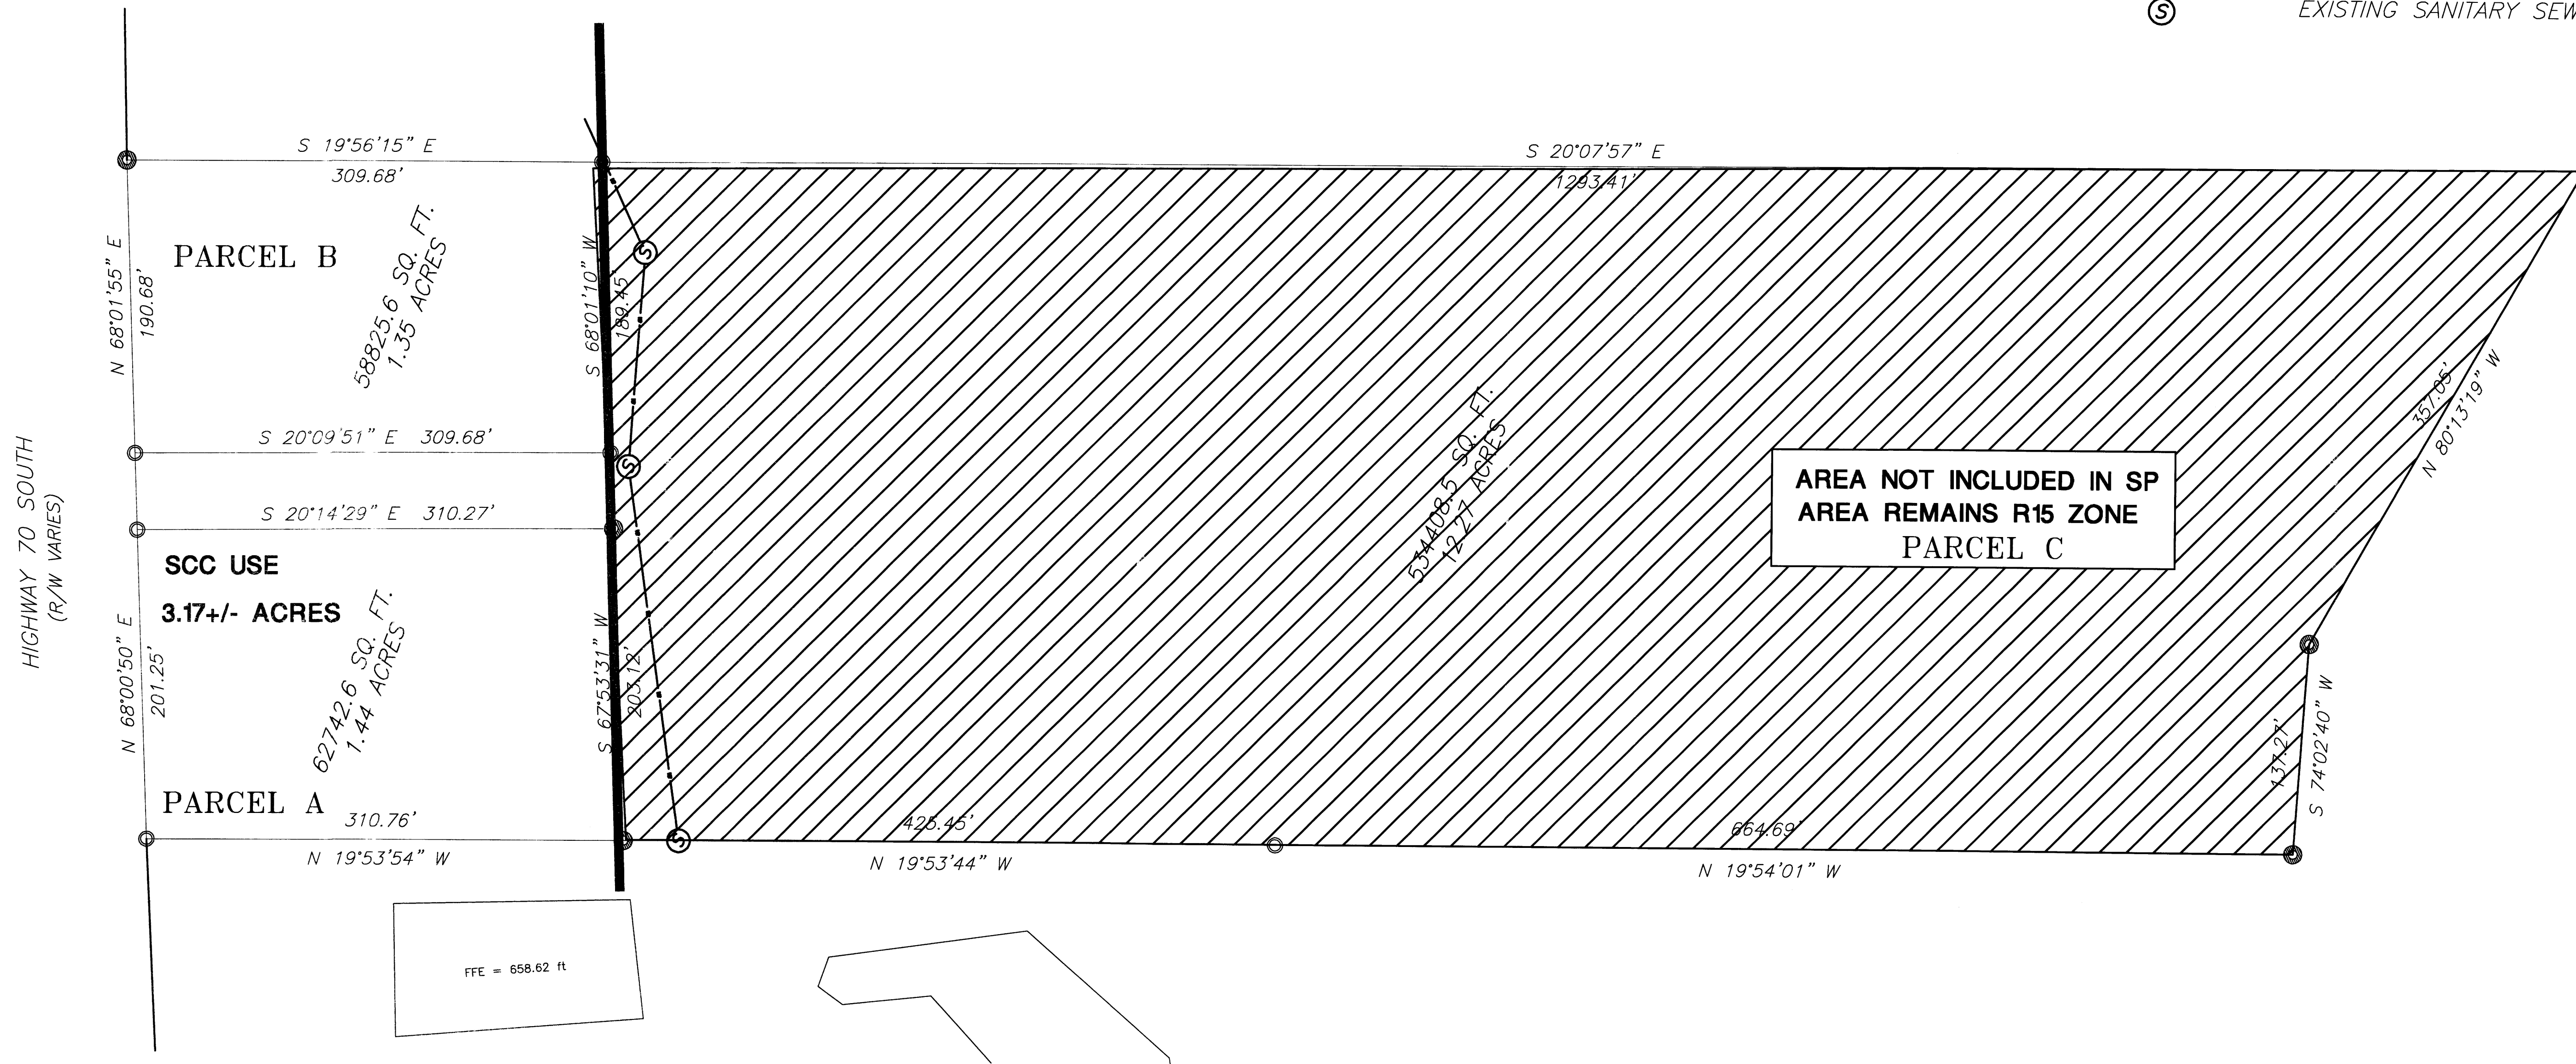 Ⓢ EXISTING SANITARY SEW
HIGHWAY 70 SOUTH
(R/W VARIES)
S 19°56'15" E
309.68'
N 68°01'55" E
190.68'
PARCEL B
58825.6 SQ. FT.
1.35 ACRES
S 68°01'10" W
189.45'
S
S 20°09'51" E 309.68'
S
S 20°14'29" E 310.27'
SCC USE
3.17+/- ACRES
N 68°00'50" E
201.25'
62742.6 SQ. FT.
1.44 ACRES
S 67°53'31" W
203.12'
PARCEL A
310.76'
N 19°53'54" W
S
S 20°07'57" E
1293.41'
534408.5 SQ. FT.
12.27 ACRES
AREA NOT INCLUDED IN SP
AREA REMAINS R15 ZONE
PARCEL C
357.05'
N 80°13'19" W
137.27'
S 74°02'40" W
425.45'
N 19°53'44" W
664.69'
N 19°54'01" W
FFE = 658.62 ft